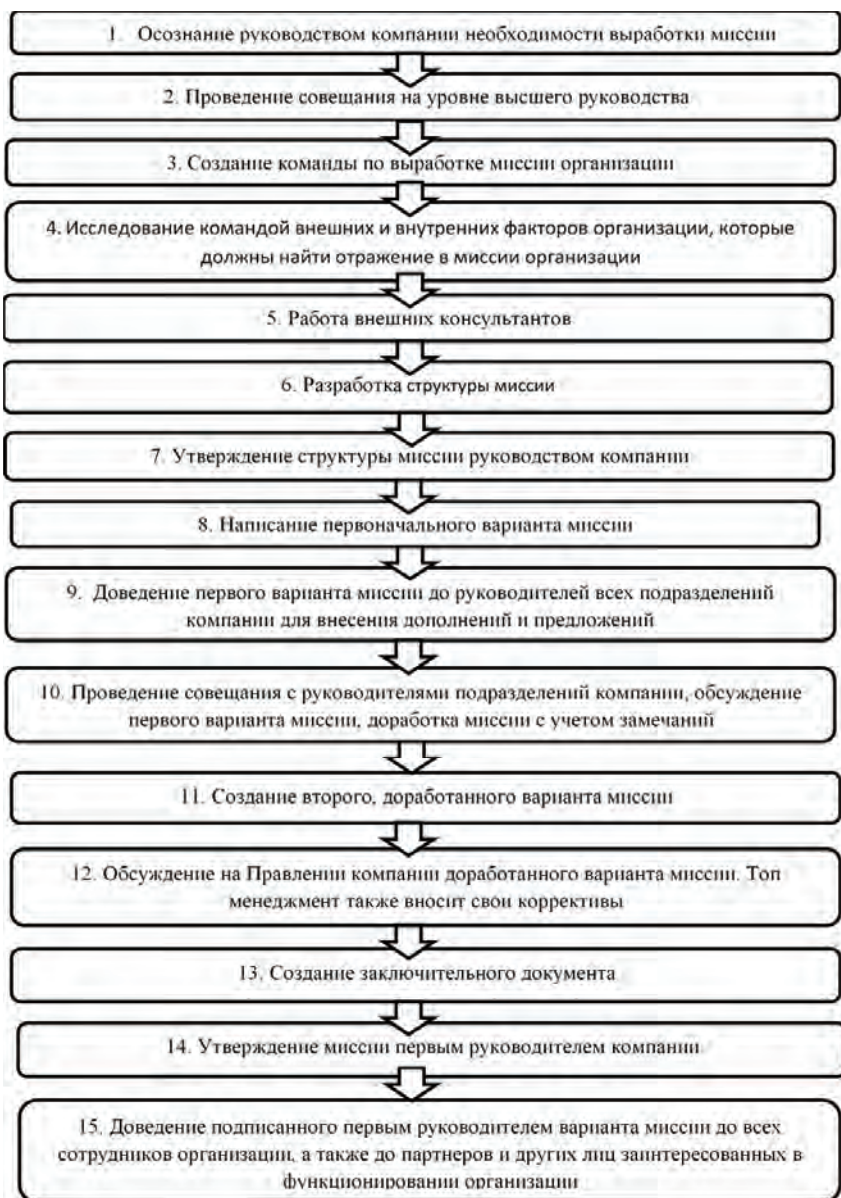 1. Осознание руководством компании необходимости выработки миссии
2. Проведение совещания на уровне высшего руководства
3. Создание команды по выработке миссии организации
4. Исследование командой внешних и внутренних факторов организации, которые
должны найти отражение в миссии организации
5. Работа внешних консультантов
6. Разработка структуры миссии
7. Утверждение структуры миссии руководством компании
8. Написание первоначального варианта миссии
9. Доведение первого варианта миссии до руководителей всех подразделений
компании для внесения дополнений и предложений
10. Проведение совещания с руководителями подразделений компании, обсуждение
первого варианта миссии, доработка миссии с учетом замечаний
11. Создание второго, доработанного варианта миссии
12. Обсуждение на Правлении компании доработанного варианта миссии. Топ
менеджмент также вносит свои коррективы
13. Создание заключительного документа
14. Утверждение миссии первым руководителем компании
15. Доведение подписанного первым руководителем варианта миссии до всех
сотрудников организации, а также до партнеров и других лиц заинтересованных в
функционировании организации